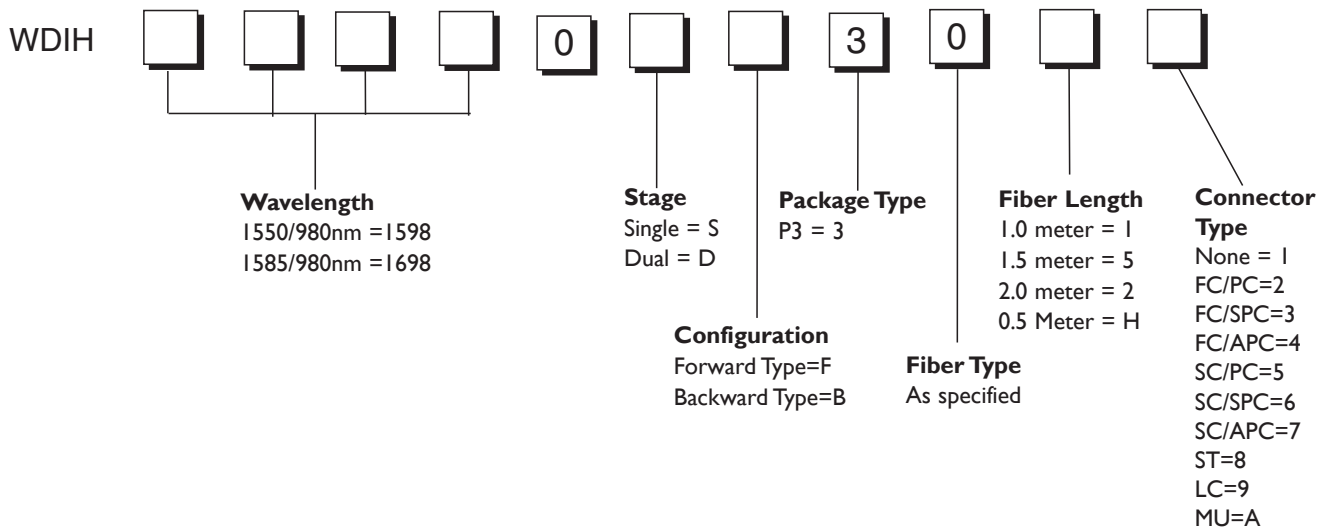 WDIH 0 3 0
Wavelength
1550/980nm =1598
1585/980nm =1698
Stage
Single = S
Dual = D
Configuration
Forward Type=F
Backward Type=B
Package Type
P3 = 3
Fiber Type
As specified
Fiber Length
1.0 meter = 1
1.5 meter = 5
2.0 meter = 2
0.5 Meter = H
Connector
Type
None = 1
FC/PC=2
FC/SPC=3
FC/APC=4
SC/PC=5
SC/SPC=6
SC/APC=7
ST=8
LC=9
MU=A